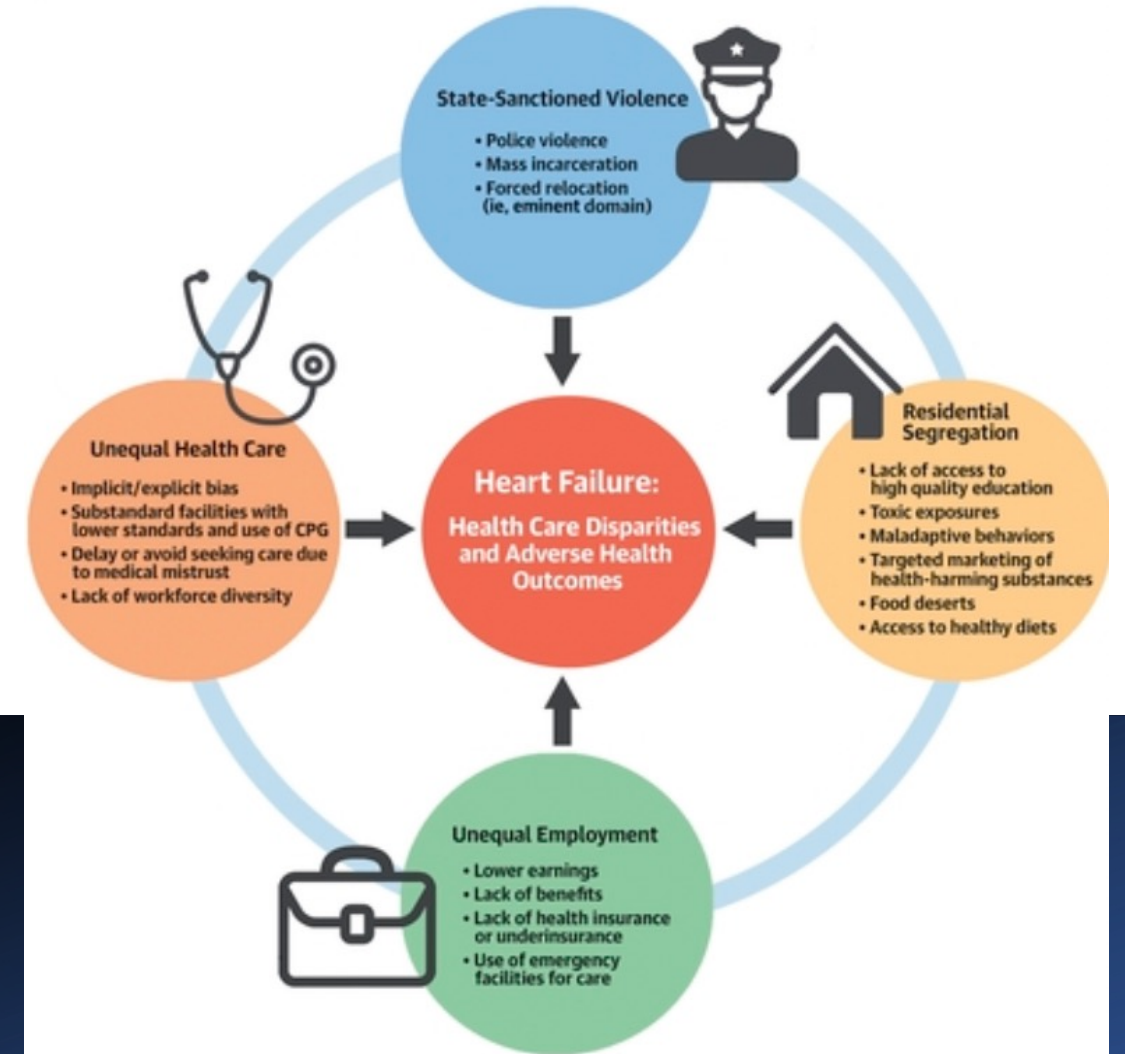 State-Sanctioned Violence
• Police violence
• Mass incarceration
• Forced relocation
(ie, eminent domain)
Unequal Health Care
• Implicit/explicit bias
• Substandard facilities with
lower standards and use of CPG
• Delay or avoid seeking care due
to medical mistrust
• Lack of workforce diversity
Heart Failure:
Health Care Disparities
and Adverse Health
Outcomes
Residential
Segregation
• Lack of access to
high quality education
• Toxic exposures
• Maladaptive behaviors
• Targeted marketing of
health-harming substances
• Food deserts
• Access to healthy diets
Unequal Employment
• Lower earnings
• Lack of benefits
• Lack of health insurance
or underinsurance
• Use of emergency
facilities for care